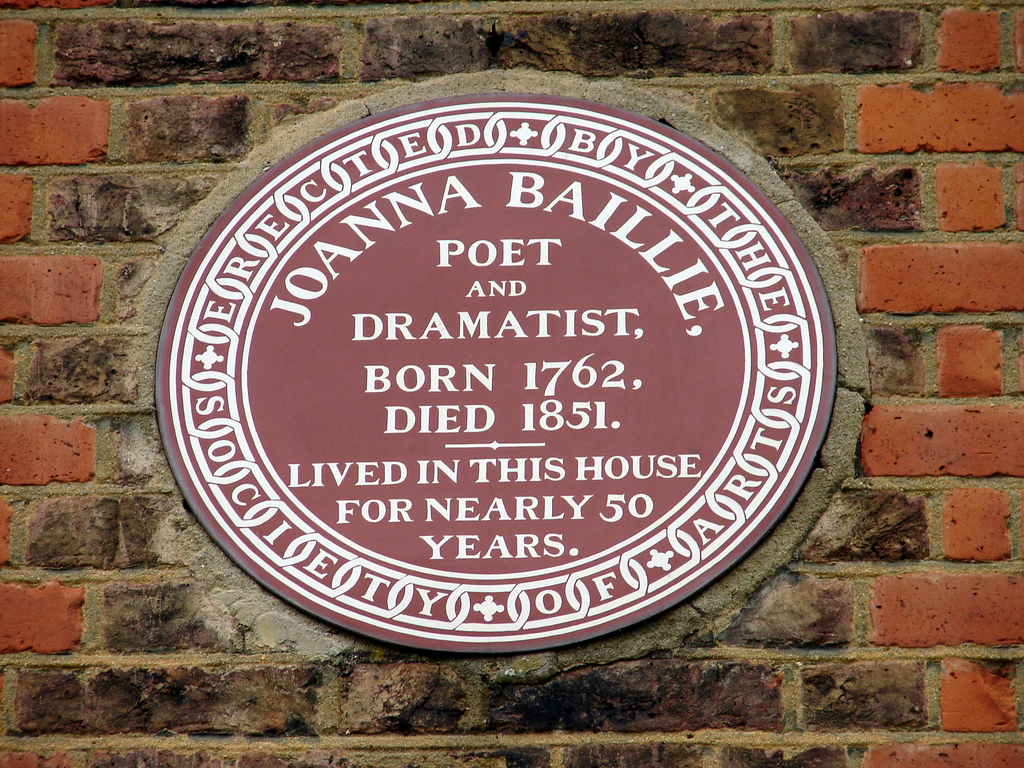 ERECTED BY THE SOCIETY OF ARTS
JOANNA BAILLIE,
POET
AND
DRAMATIST,
BORN 1762,
DIED 1851.
LIVED IN THIS HOUSE
FOR NEARLY 50
YEARS.